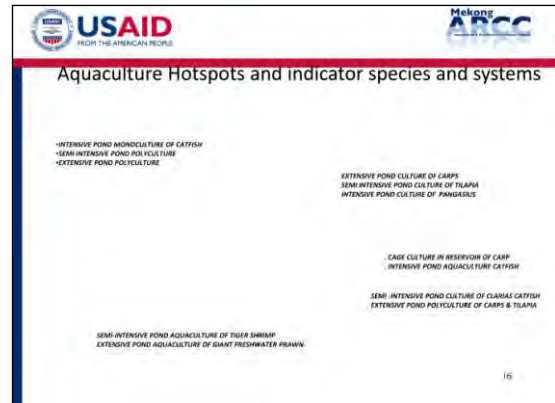 USAID
FROM THE AMERICAN PEOPLE
Mekong
ARCC
Aquaculture Hotspots and indicator species and systems
•INTENSIVE POND MONOCULTURE OF CATFISH
•SEMI-INTENSIVE POND POLYCULTURE
•EXTENSIVE POND POLYCULTURE
EXTENSIVE POND CULTURE OF CARPS
SEMI INTENSIVE POND CULTURE OF TILAPIA
INTENSIVE POND CULTURE OF PANGASIUS
. CAGE CULTURE IN RESERVOIR OF CARP
. INTENSIVE POND AQUACULTURE CATFISH
SEMI -INTENSIVE POND CULTURE OF CLARIAS CATFISH
EXTENSIVE POND POLYCULTURE OF CARPS & TILAPIA
SEMI-INTENSIVE POND AQUACULTURE OF TIGER SHRIMP
EXTENSIVE POND AQUACULTURE OF GIANT FRESHWATER PRAWN
16